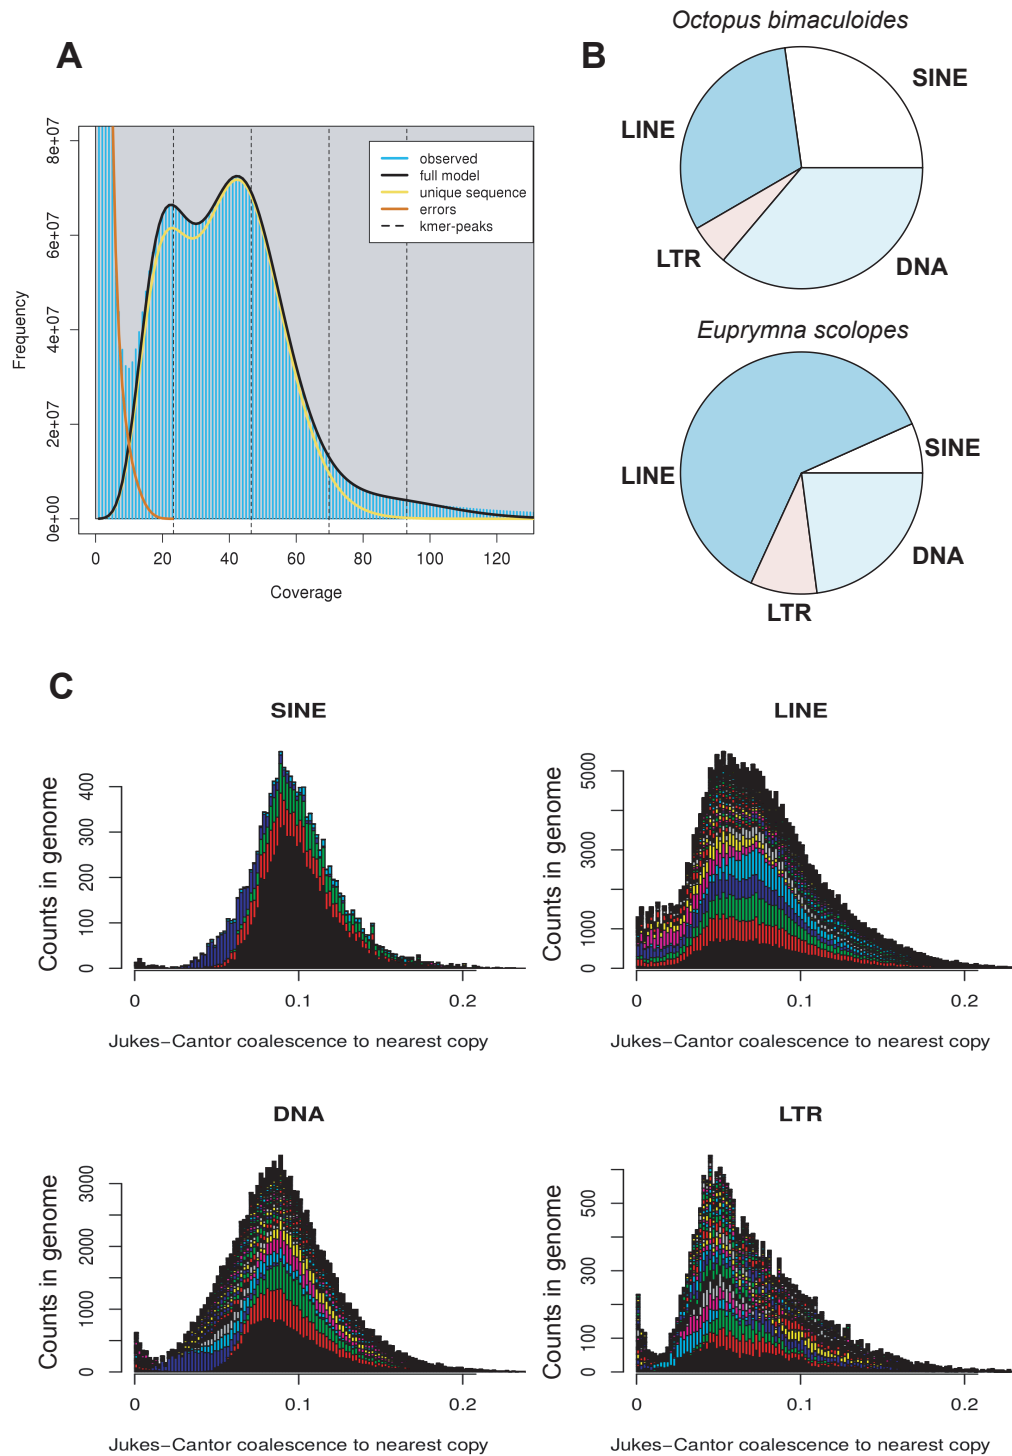 A
8e+07
6e+07
4e+07
2e+07
0e+00
Frequency
0 20 40 60 80 100 120
Coverage
observed
full model
unique sequence
errors
kmer-peaks
B
Octopus bimaculoides
SINE
LINE
LTR
DNA
Euprymna scolopes
LINE
SINE
DNA
LTR
C
SINE
Counts in genome
400
300
200
100
0
0 0.1 0.2
Jukes−Cantor coalescence to nearest copy
LINE
Counts in genome
5000
3000
1000
0
0 0.1 0.2
Jukes−Cantor coalescence to nearest copy
DNA
Counts in genome
3000
2000
1000
0
0 0.1 0.2
Jukes−Cantor coalescence to nearest copy
LTR
Counts in genome
500
300
100
0
0 0.1 0.2
Jukes−Cantor coalescence to nearest copy